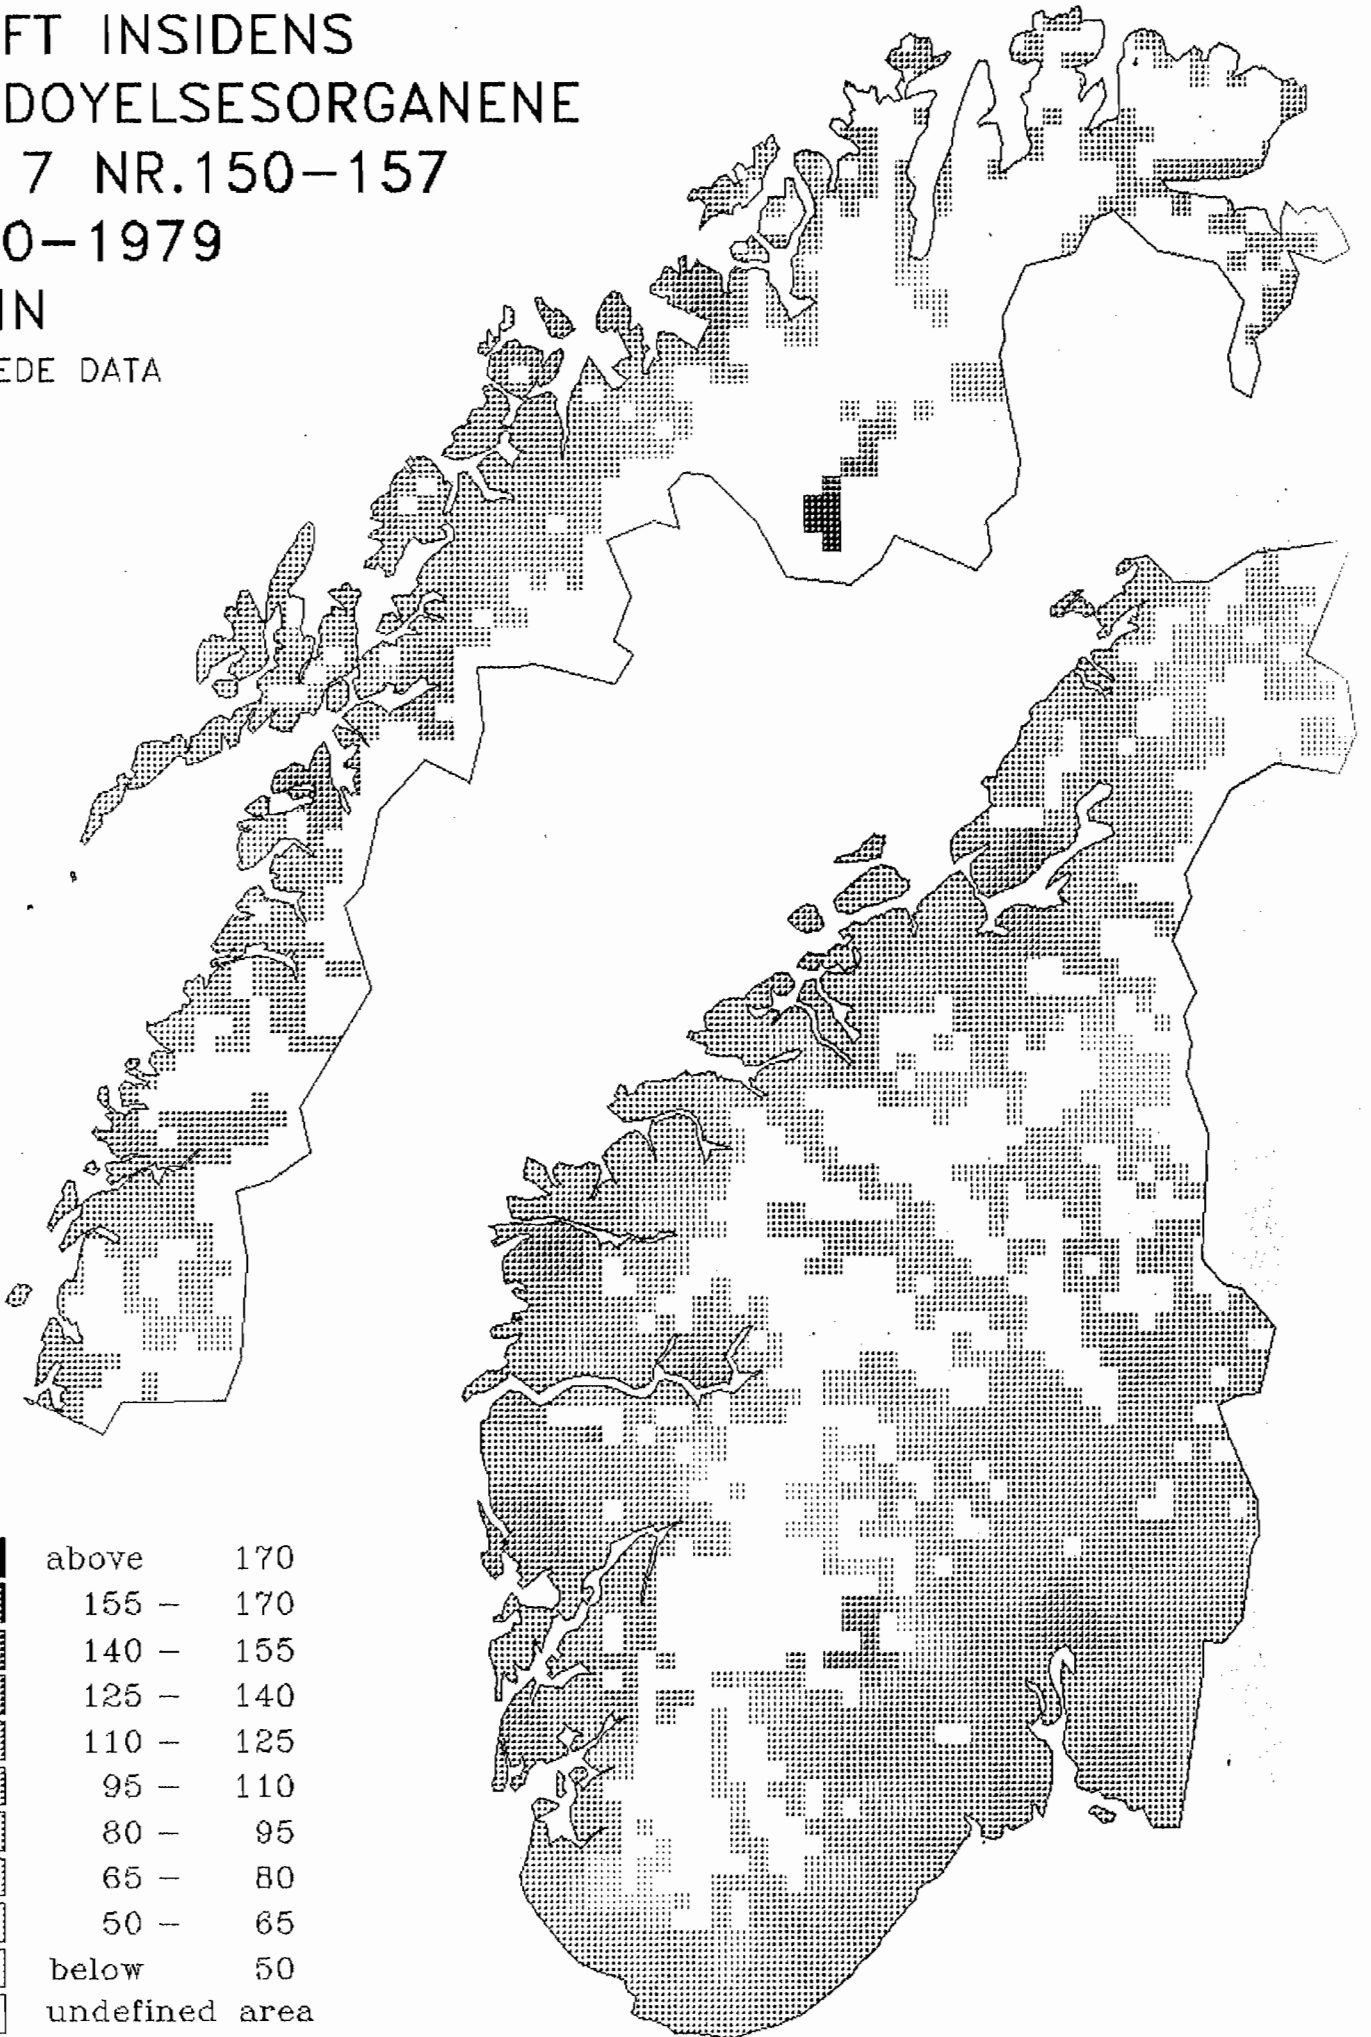 FT INSIDENS
DOYELSESORGANENE
7 NR.150-157
0-1979
IN
EDE DATA
above 170
155 - 170
140 - 155
125 - 140
110 - 125
95 - 110
80 - 95
65 - 80
50 - 65
below 50
undefined area